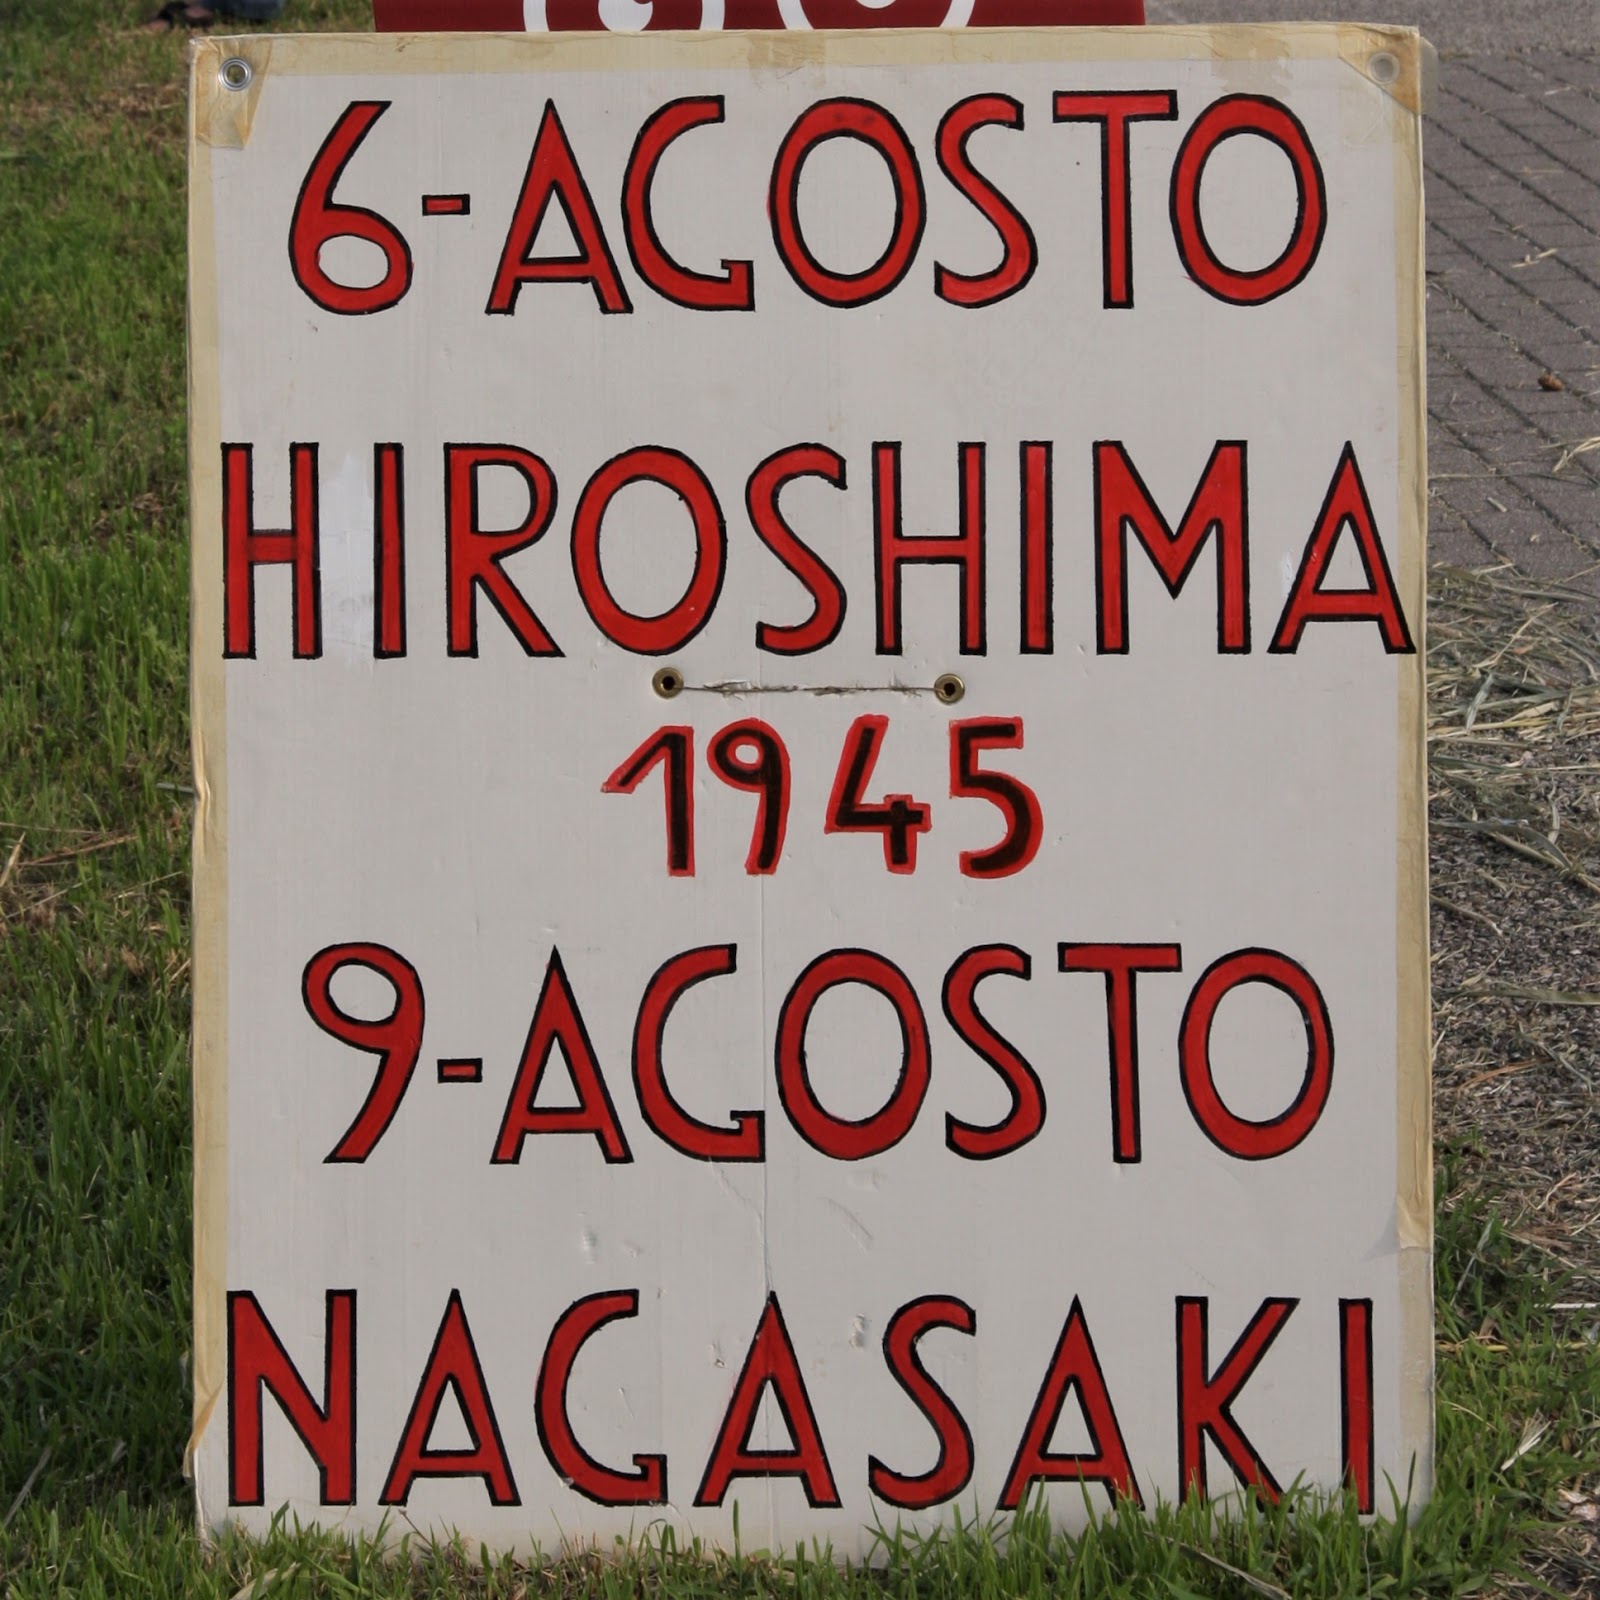 6-AGOSTO
HIROSHIMA
1945
9-AGOSTO
NAGASAKI